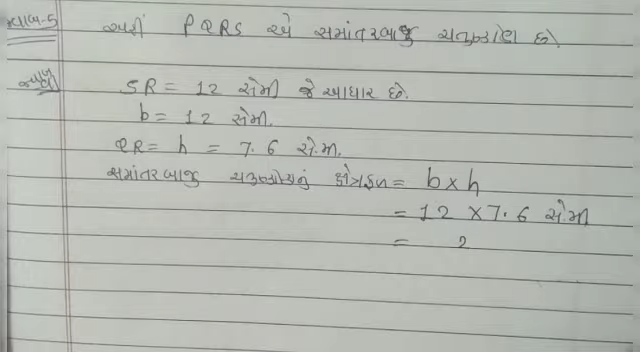 જવાબ-5 અહીં PQRS એ સમાંતરબાજુ ચતુષ્કોણ છે.
SR = 12 સેમી જે આધાર છે.
b = 12 સેમી.
QR = h = 7.6 સે.મી.
સમાંતરબાજુ ચતુષ્કોણનું ક્ષેત્રફળ = b x h
= 12 x 7.6 સેમી
= 2